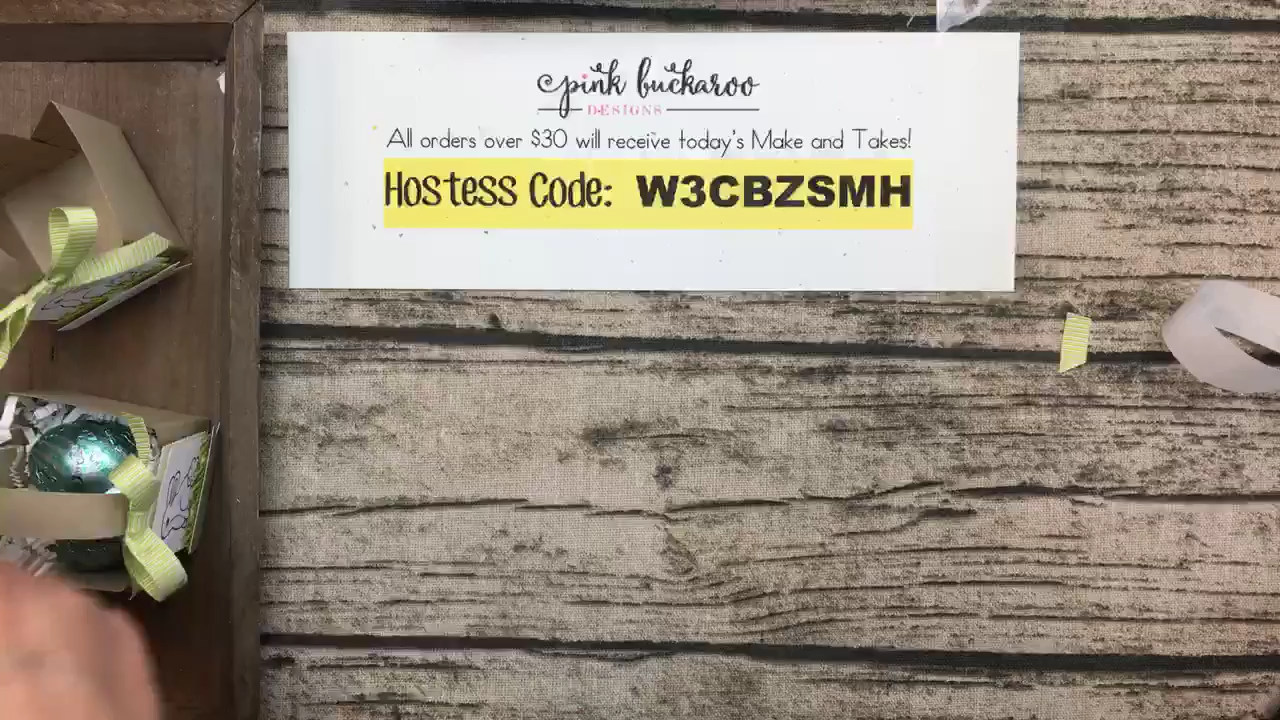 pink buckaroo
DESIGNS
All orders over $30 will receive today's Make and Takes!
Hostess Code: W3CBZSMH